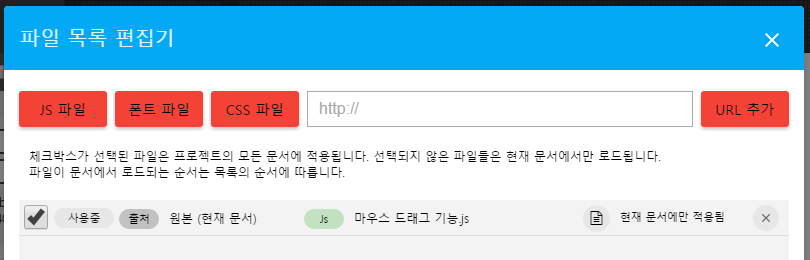 파일 목록 편집기
JS 파일 폰트 파일 CSS 파일 http:// URL 추가
체크박스가 선택된 파일은 프로젝트의 모든 문서에 적용됩니다. 선택되지 않은 파일들은 현재 문서에서만 로드됩니다.
파일이 문서에서 로드되는 순서는 목록의 순서에 따릅니다.
사용중 출처 원본 (현재 문서) Js 마우스 드래그 기능.js 현재 문서에만 적용됨